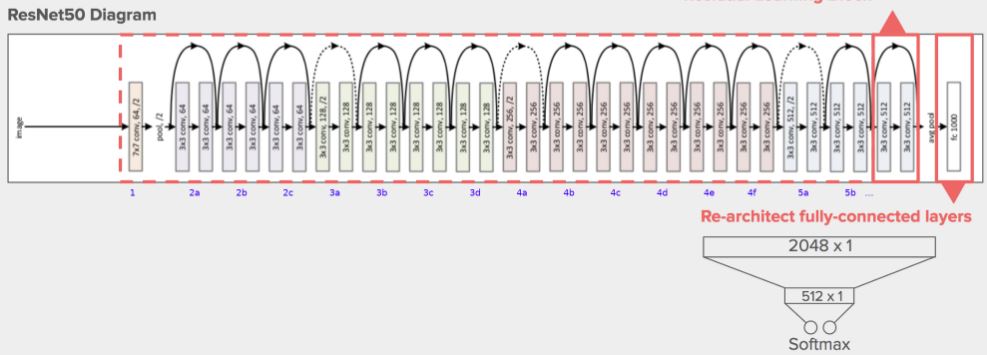 ResNet50 Diagram
image
7x7 conv, 64, /2
pool, /2
3x3 conv, 64
3x3 conv, 64
3x3 conv, 64
3x3 conv, 64
3x3 conv, 64
3x3 conv, 64
3x3 conv, 128, /2
3x3 conv, 128
3x3 conv, 128
3x3 conv, 128
3x3 conv, 128
3x3 conv, 128
3x3 conv, 128
3x3 conv, 128
3x3 conv, 256, /2
3x3 conv, 256
3x3 conv, 256
3x3 conv, 256
3x3 conv, 256
3x3 conv, 256
3x3 conv, 256
3x3 conv, 256
3x3 conv, 256
3x3 conv, 256
3x3 conv, 256
3x3 conv, 256
3x3 conv, 512, /2
3x3 conv, 512
3x3 conv, 512
3x3 conv, 512
3x3 conv, 512
3x3 conv, 512
avg pool
fc 1000
1 2a 2b 2c 3a 3b 3c 3d 4a 4b 4c 4d 4e 4f 5a 5b ...
Re-architect fully-connected layers
2048 x 1
512 x 1
Softmax